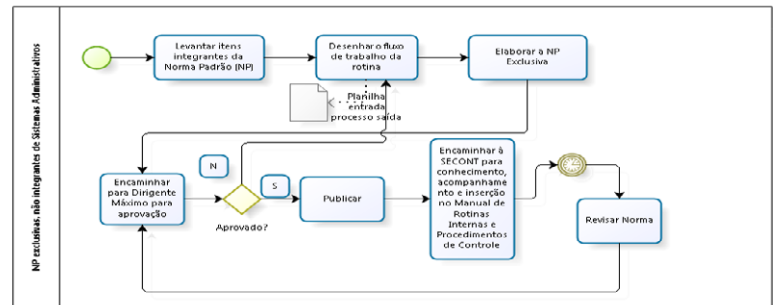 NP exclusivas, não integrantes de Sistemas Administrativos
Levantar itens
integrantes da
Norma Padrão (NP)
Desenhar o fluxo
de trabalho da
rotina
Elaborar a NP
Exclusiva
Planilha
entrada
processo saída
Encaminhar
para Dirigente
Máximo para
aprovação
N
Aprovado?
S
Publicar
Encaminhar à
SECONT para
conhecimento,
acompanhame
nto e inserção
no Manual de
Rotinas
Internas e
Procedimentos
de Controle
Revisar Norma